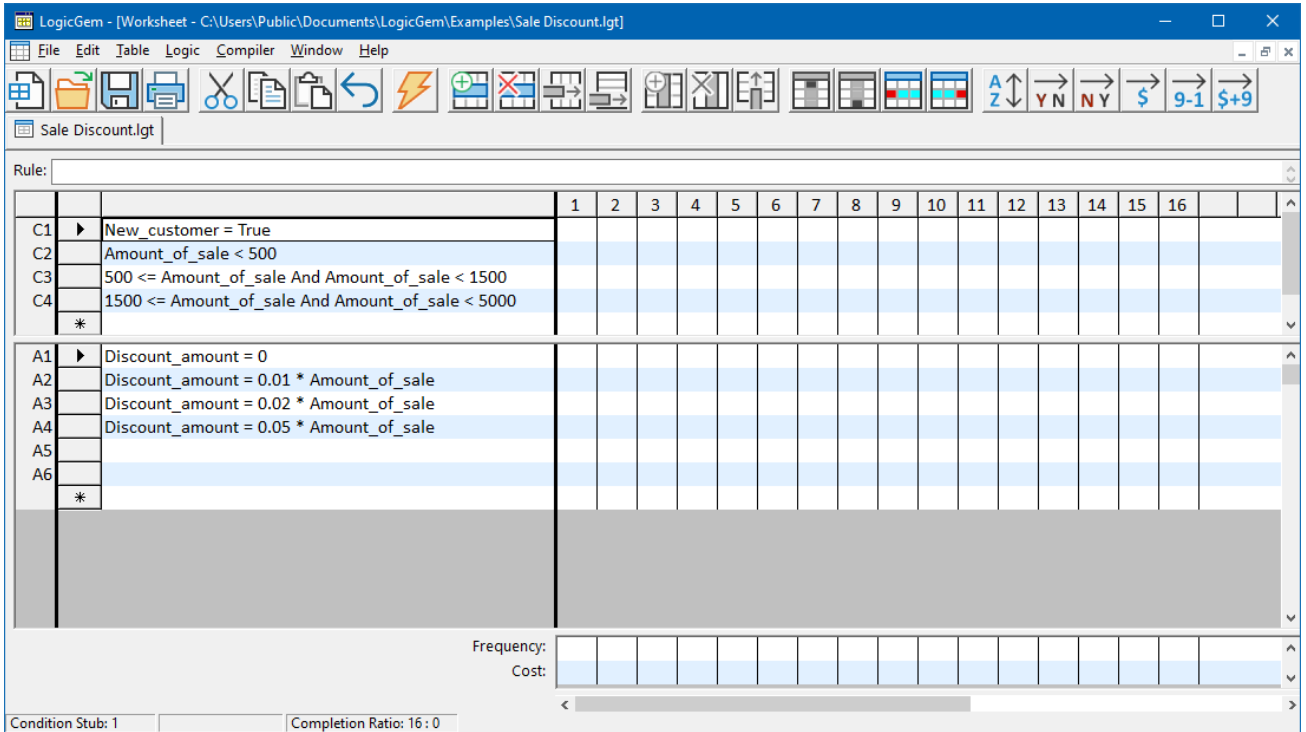 LogicGem - [Worksheet - C:\Users\Public\Documents\LogicGem\Examples\Sale Discount.lgt]
File Edit Table Logic Compiler Window Help
A Z Y N N Y $ 9-1 $+9
Sale Discount.lgt
Rule:
1 2 3 4 5 6 7 8 9 10 11 12 13 14 15 16
C1 New_customer = True
C2 Amount_of_sale < 500
C3 500 <= Amount_of_sale And Amount_of_sale < 1500
C4 1500 <= Amount_of_sale And Amount_of_sale < 5000
*
A1 Discount_amount = 0
A2 Discount_amount = 0.01 * Amount_of_sale
A3 Discount_amount = 0.02 * Amount_of_sale
A4 Discount_amount = 0.05 * Amount_of_sale
A5
A6
*
Frequency:
Cost:
Condition Stub: 1 Completion Ratio: 16 : 0